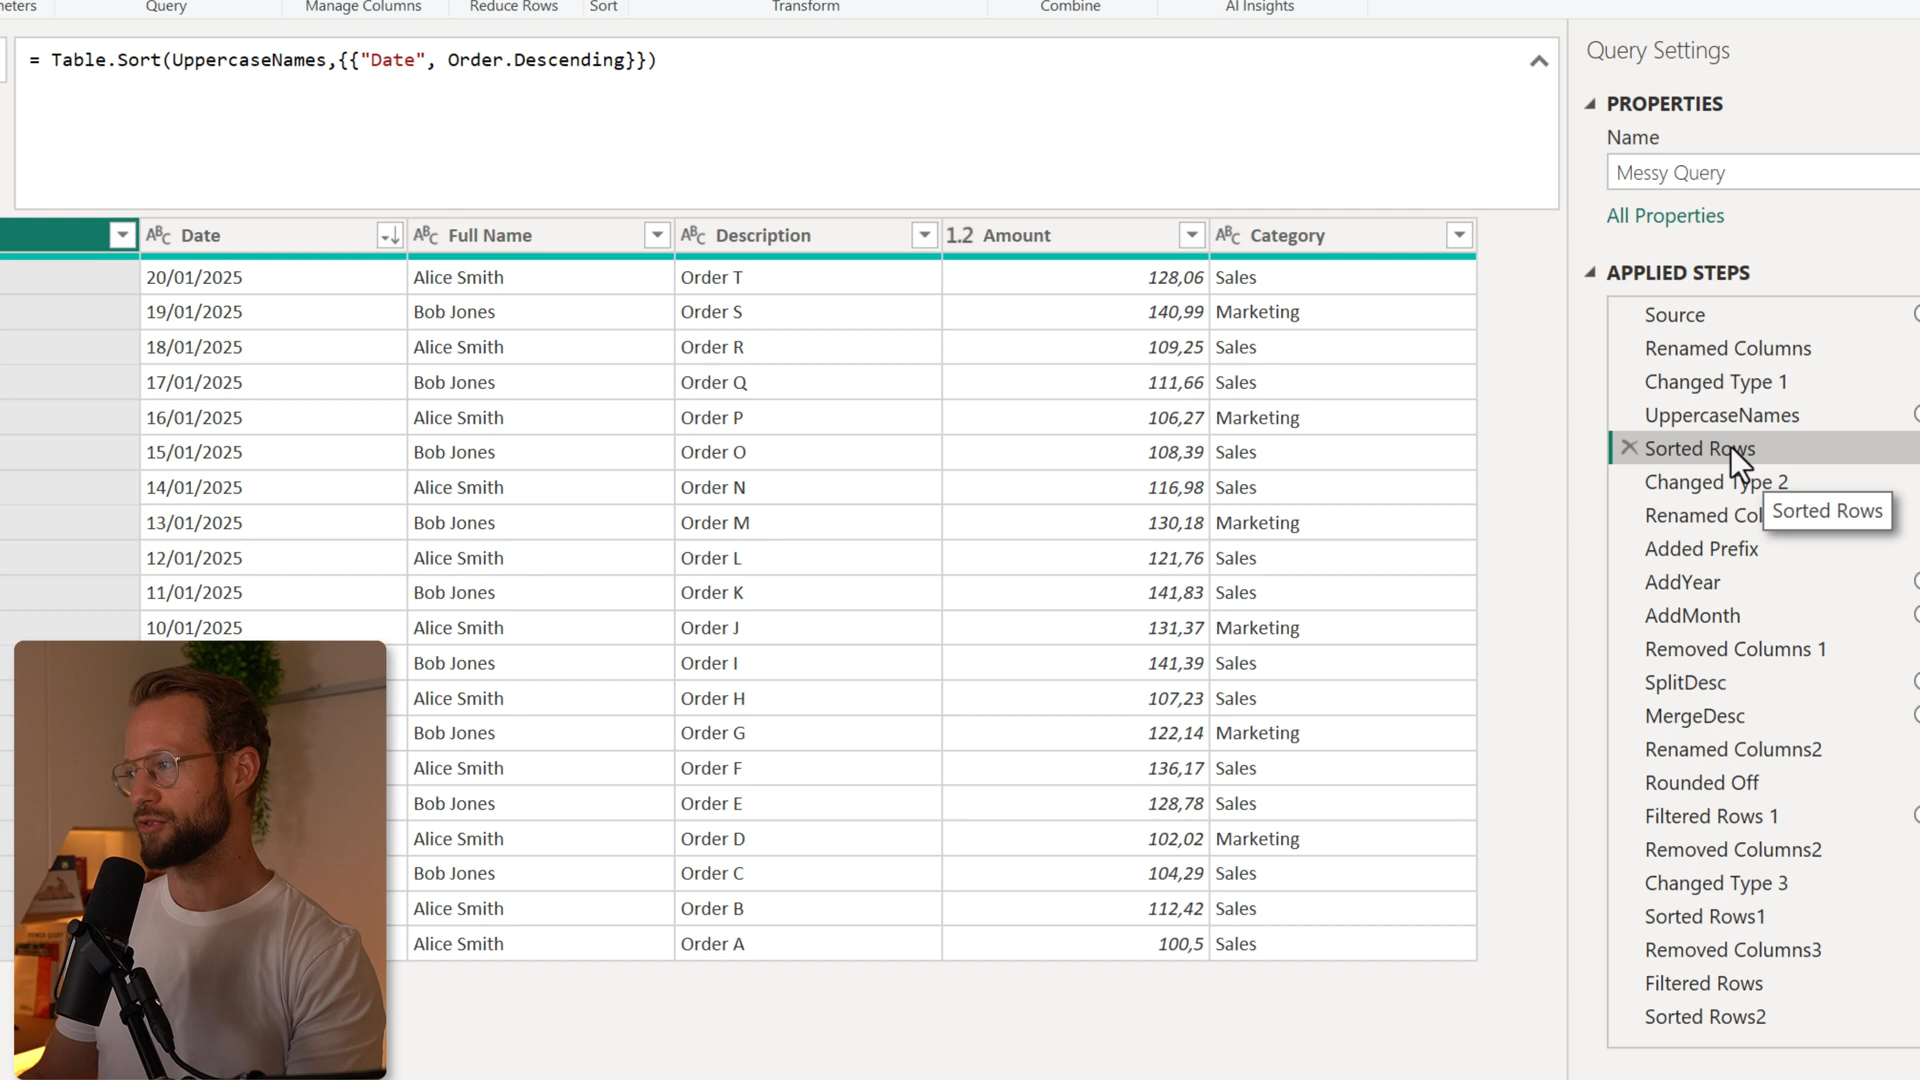 Query
Manage Columns
Reduce Rows
Sort
Transform
Combine
AI Insights
= Table.Sort(UppercaseNames,{{"Date", Order.Descending}})
Query Settings
PROPERTIES
Name
Messy Query
All Properties
APPLIED STEPS
Source
Renamed Columns
Changed Type 1
UppercaseNames
Sorted Rows
Changed Type 2
Renamed Col
Sorted Rows
Added Prefix
AddYear
AddMonth
Removed Columns 1
SplitDesc
MergeDesc
Renamed Columns2
Rounded Off
Filtered Rows 1
Removed Columns2
Changed Type 3
Sorted Rows1
Removed Columns3
Filtered Rows
Sorted Rows2
ABC Date ABC Full Name ABC Description 1.2 Amount ABC Category
20/01/2025 Alice Smith Order T 128,06 Sales
19/01/2025 Bob Jones Order S 140,99 Marketing
18/01/2025 Alice Smith Order R 109,25 Sales
17/01/2025 Bob Jones Order Q 111,66 Sales
16/01/2025 Alice Smith Order P 106,27 Marketing
15/01/2025 Bob Jones Order O 108,39 Sales
14/01/2025 Alice Smith Order N 116,98 Sales
13/01/2025 Bob Jones Order M 130,18 Marketing
12/01/2025 Alice Smith Order L 121,76 Sales
11/01/2025 Bob Jones Order K 141,83 Sales
10/01/2025 Alice Smith Order J 131,37 Marketing
Bob Jones Order I 141,39 Sales
Alice Smith Order H 107,23 Sales
Bob Jones Order G 122,14 Marketing
Alice Smith Order F 136,17 Sales
Bob Jones Order E 128,78 Sales
Alice Smith Order D 102,02 Marketing
Bob Jones Order C 104,29 Sales
Alice Smith Order B 112,42 Sales
Alice Smith Order A 100,5 Sales